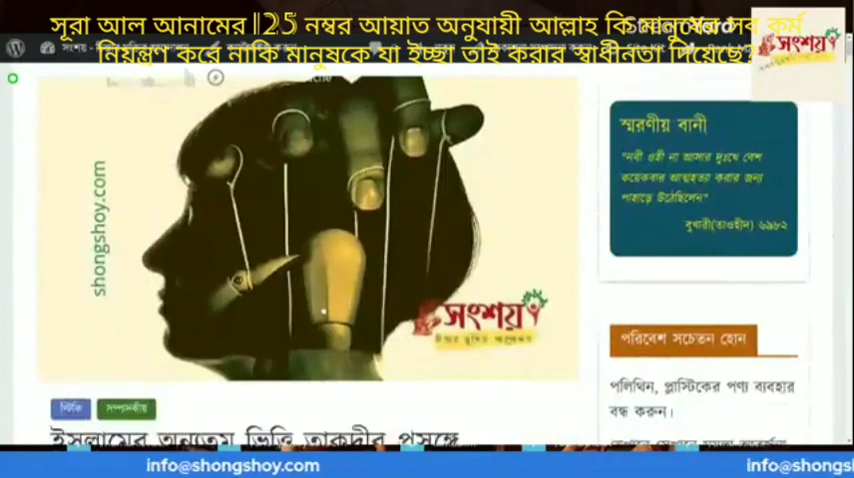 সূরা আল আনামের 125 নম্বর আয়াত অনুযায়ী আল্লাহ কি মানুষের সব কর্ম
নিয়ন্ত্রণ করে নাকি মানুষকে যা ইচ্ছা তাই করার স্বাধীনতা দিয়েছে?
সংশয়
shongshoy.com
সংশয়
স্মরণীয় বানী
"নবী ওহী না আসার দুঃখে বেশ
কয়েকবার আত্মহত্যা করার জন্য
পাহাড়ে উঠেছিলেন"
বুখারী(তাওহীদ) ৬৯৮২
পরিবেশ সচেতন হোন
পলিথিন, প্লাস্টিকের পণ্য ব্যবহার
বন্ধ করুন।
স্টিকি
সম্পাদকীয়
ইসলামের অন্যতম ভিত্তি তাকদীর প্রসঙ্গে
info@shongshoy.com